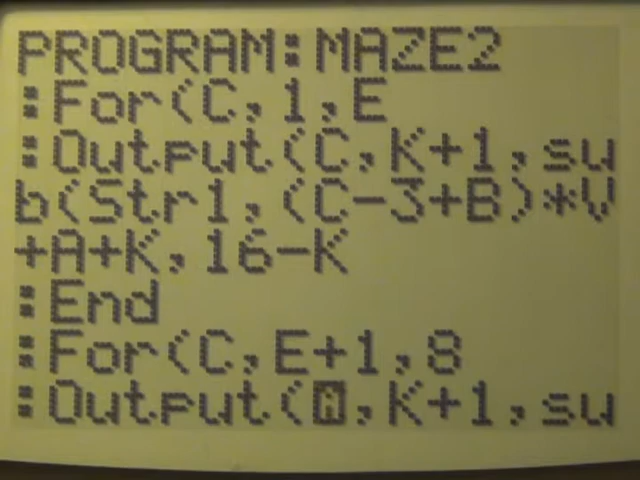 PROGRAM:MAZE2
:For(C,1,E
:Output(C,K+1,su
b(Str1,(C-3+B)*V
+A+K,16-K
:End
:For(C,E+1,8
:Output(A,K+1,su